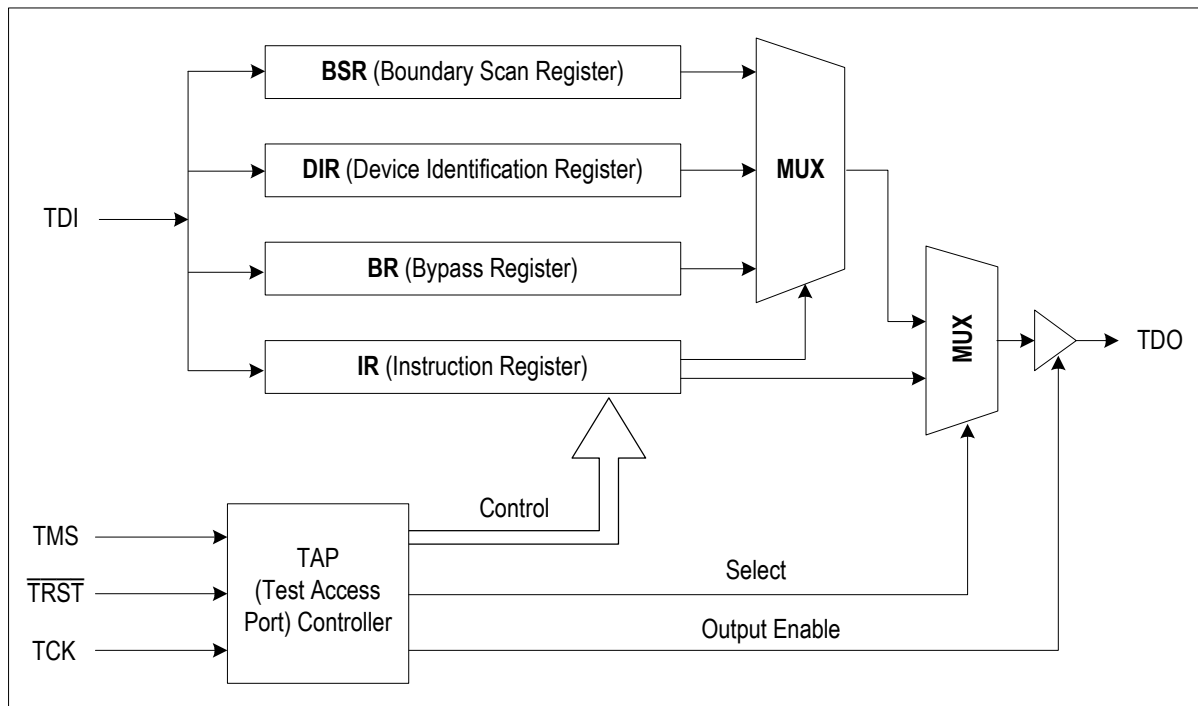 BSR (Boundary Scan Register)
DIR (Device Identification Register)
MUX
TDI
BR (Bypass Register)
MUX
TDO
IR (Instruction Register)
Control
TMS
TAP
(Test Access
Port) Controller
Select
TRST
Output Enable
TCK